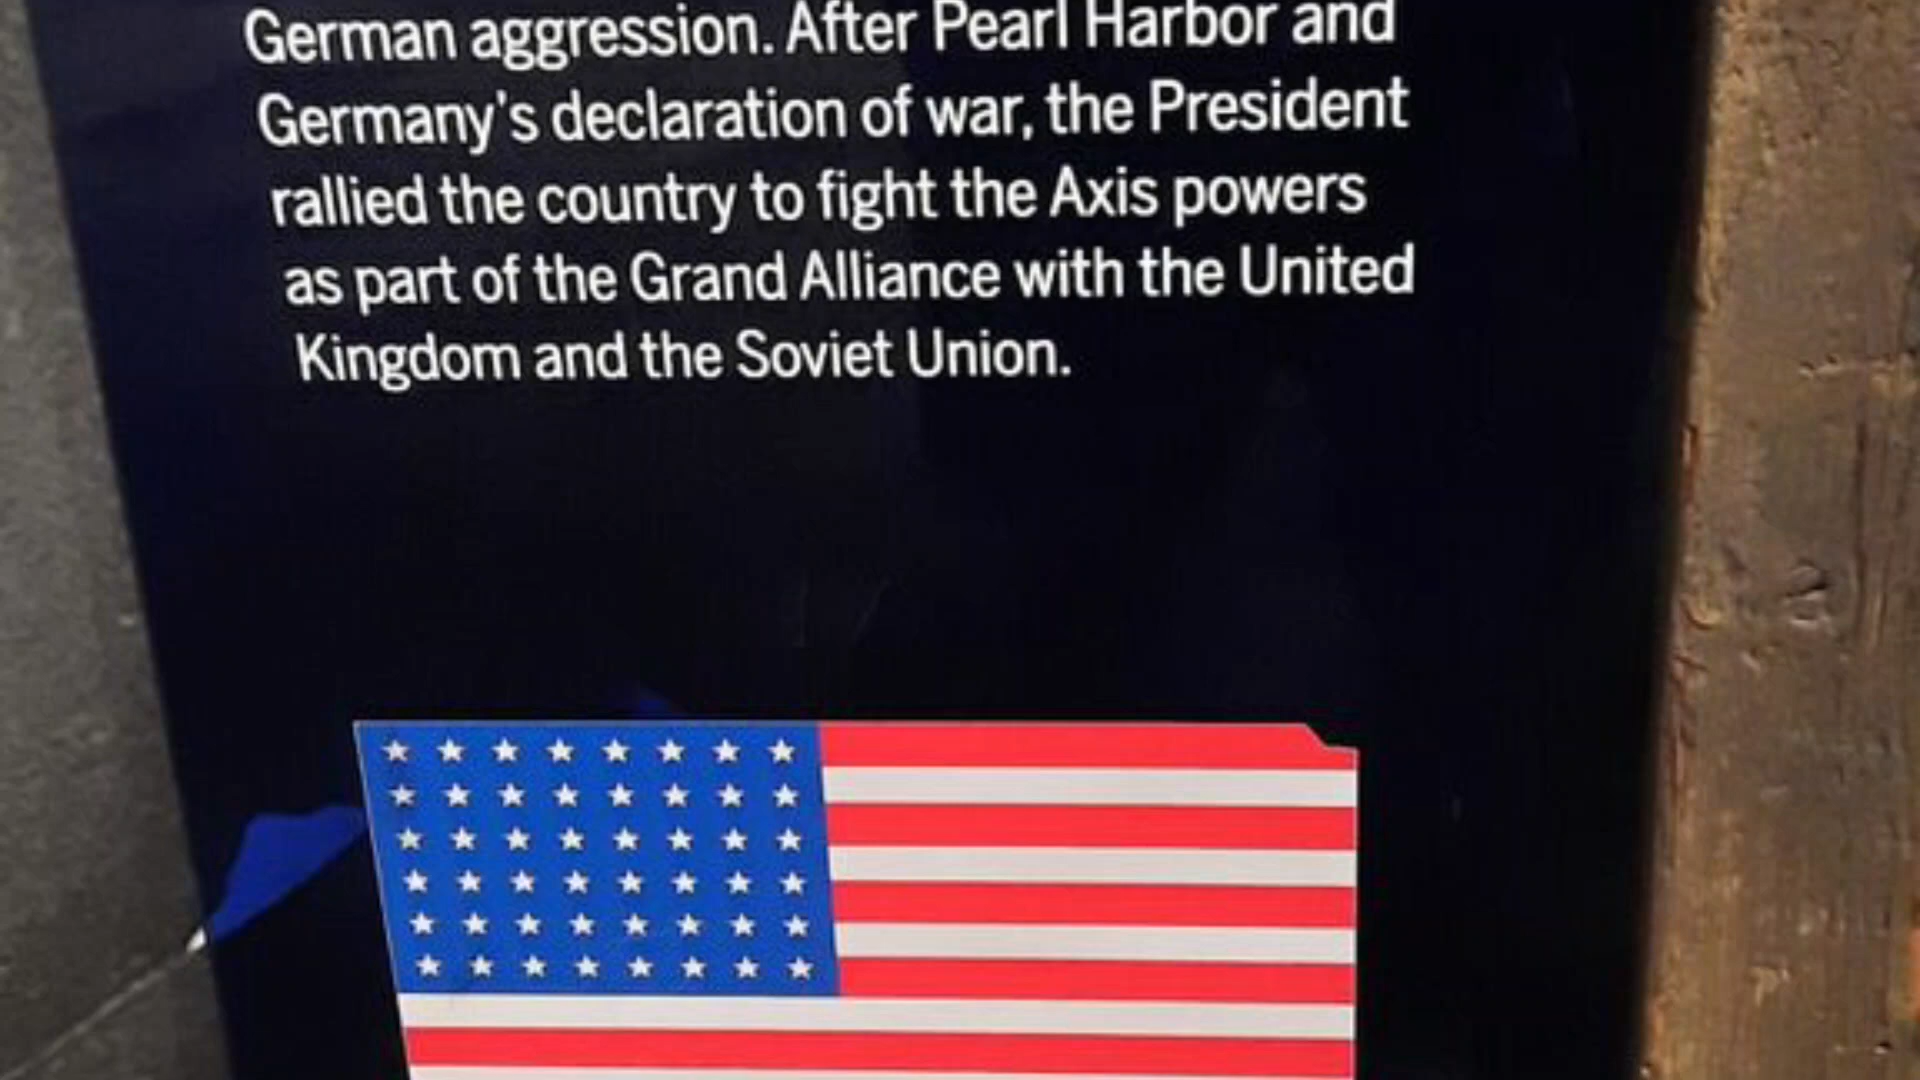 German aggression. After Pearl Harbor and
Germany's declaration of war, the President
rallied the country to fight the Axis powers
as part of the Grand Alliance with the United
Kingdom and the Soviet Union.